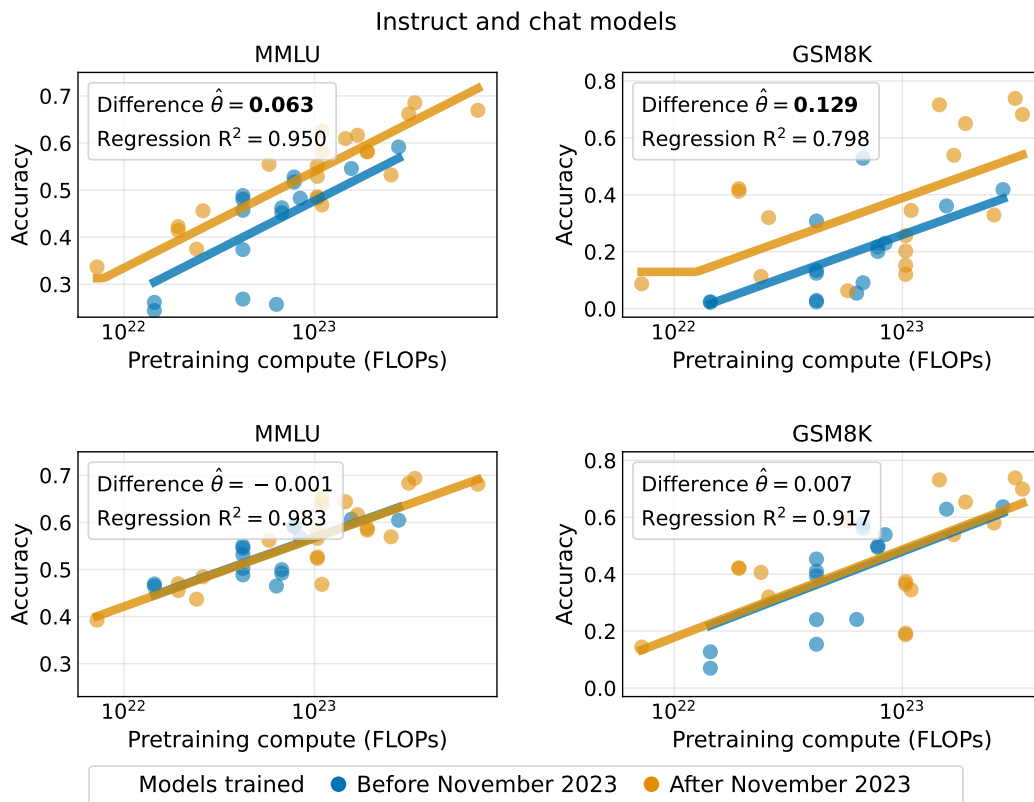 Instruct and chat models
MMLU
Difference θ̂ = 0.063
Regression R² = 0.950
Accuracy
0.7
0.6
0.5
0.4
0.3
10²²
10²³
Pretraining compute (FLOPs)
GSM8K
Difference θ̂ = 0.129
Regression R² = 0.798
Accuracy
0.8
0.6
0.4
0.2
0.0
10²²
10²³
Pretraining compute (FLOPs)
MMLU
Difference θ̂ = −0.001
Regression R² = 0.983
Accuracy
0.7
0.6
0.5
0.4
0.3
10²²
10²³
Pretraining compute (FLOPs)
GSM8K
Difference θ̂ = 0.007
Regression R² = 0.917
Accuracy
0.8
0.6
0.4
0.2
0.0
10²²
10²³
Pretraining compute (FLOPs)
Models trained Before November 2023 After November 2023